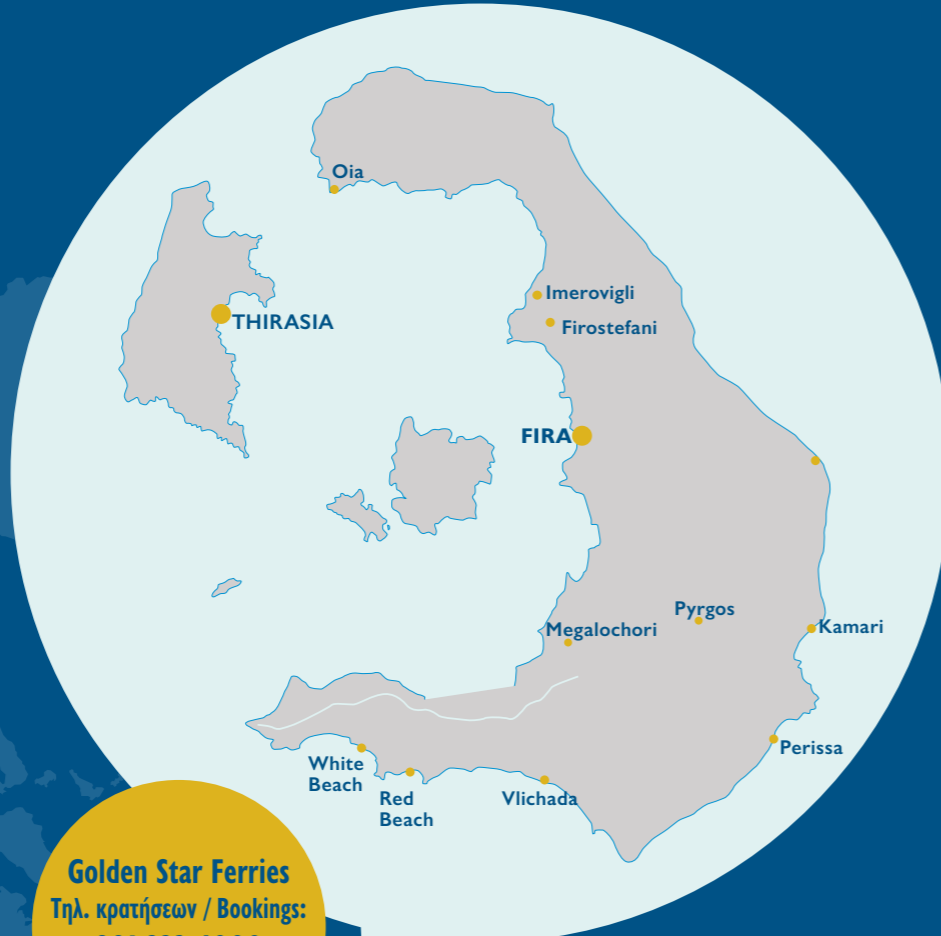 Oia
Imerovigli
THIRASIA
Firostefani
FIRA
Pyrgos
Megalochori
Kamari
Perissa
White
Beach
Red
Beach
Vlichada
Golden Star Ferries
Τηλ. κρατήσεων / Bookings: